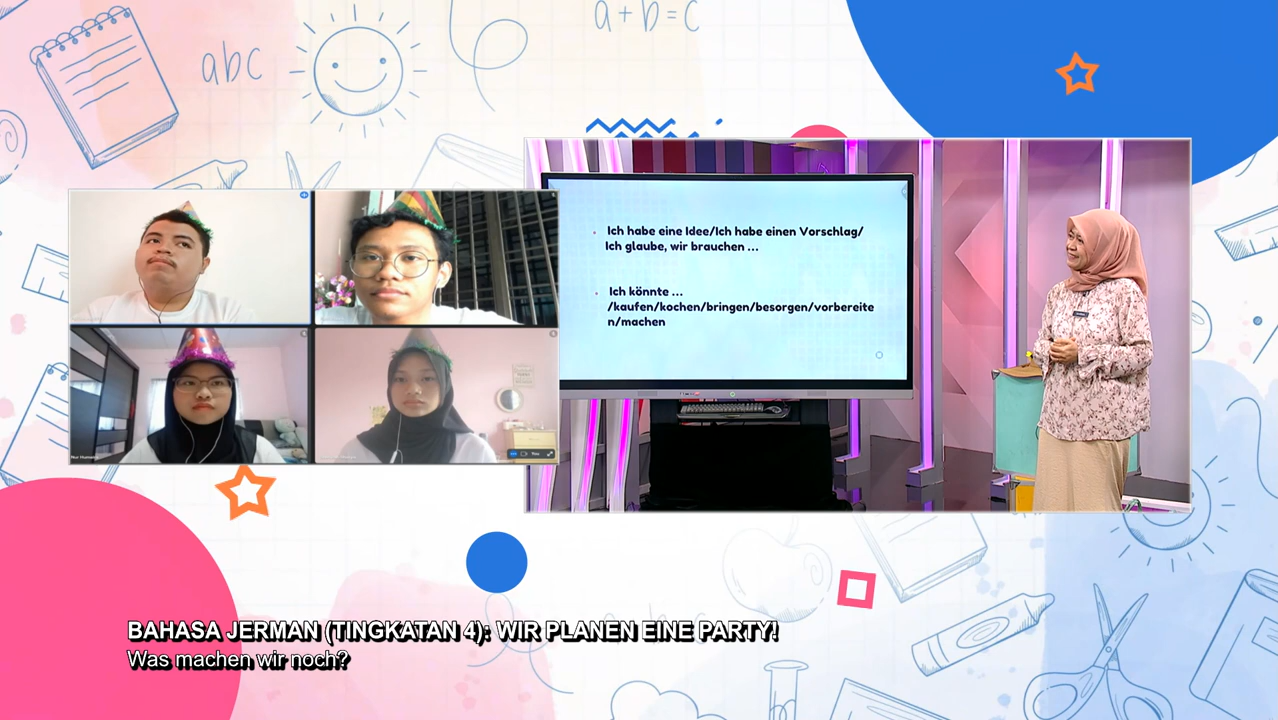 a+b=c
abc
Ich habe eine Idee/Ich habe einen Vorschlag/
Ich glaube, wir brauchen ...
Ich könnte ...
/kaufen/kochen/bringen/besorgen/vorbereite
n/machen
You
BAHASA JERMAN (TINGKATAN 4): WIR PLANEN EINE PARTY!
Was machen wir noch?